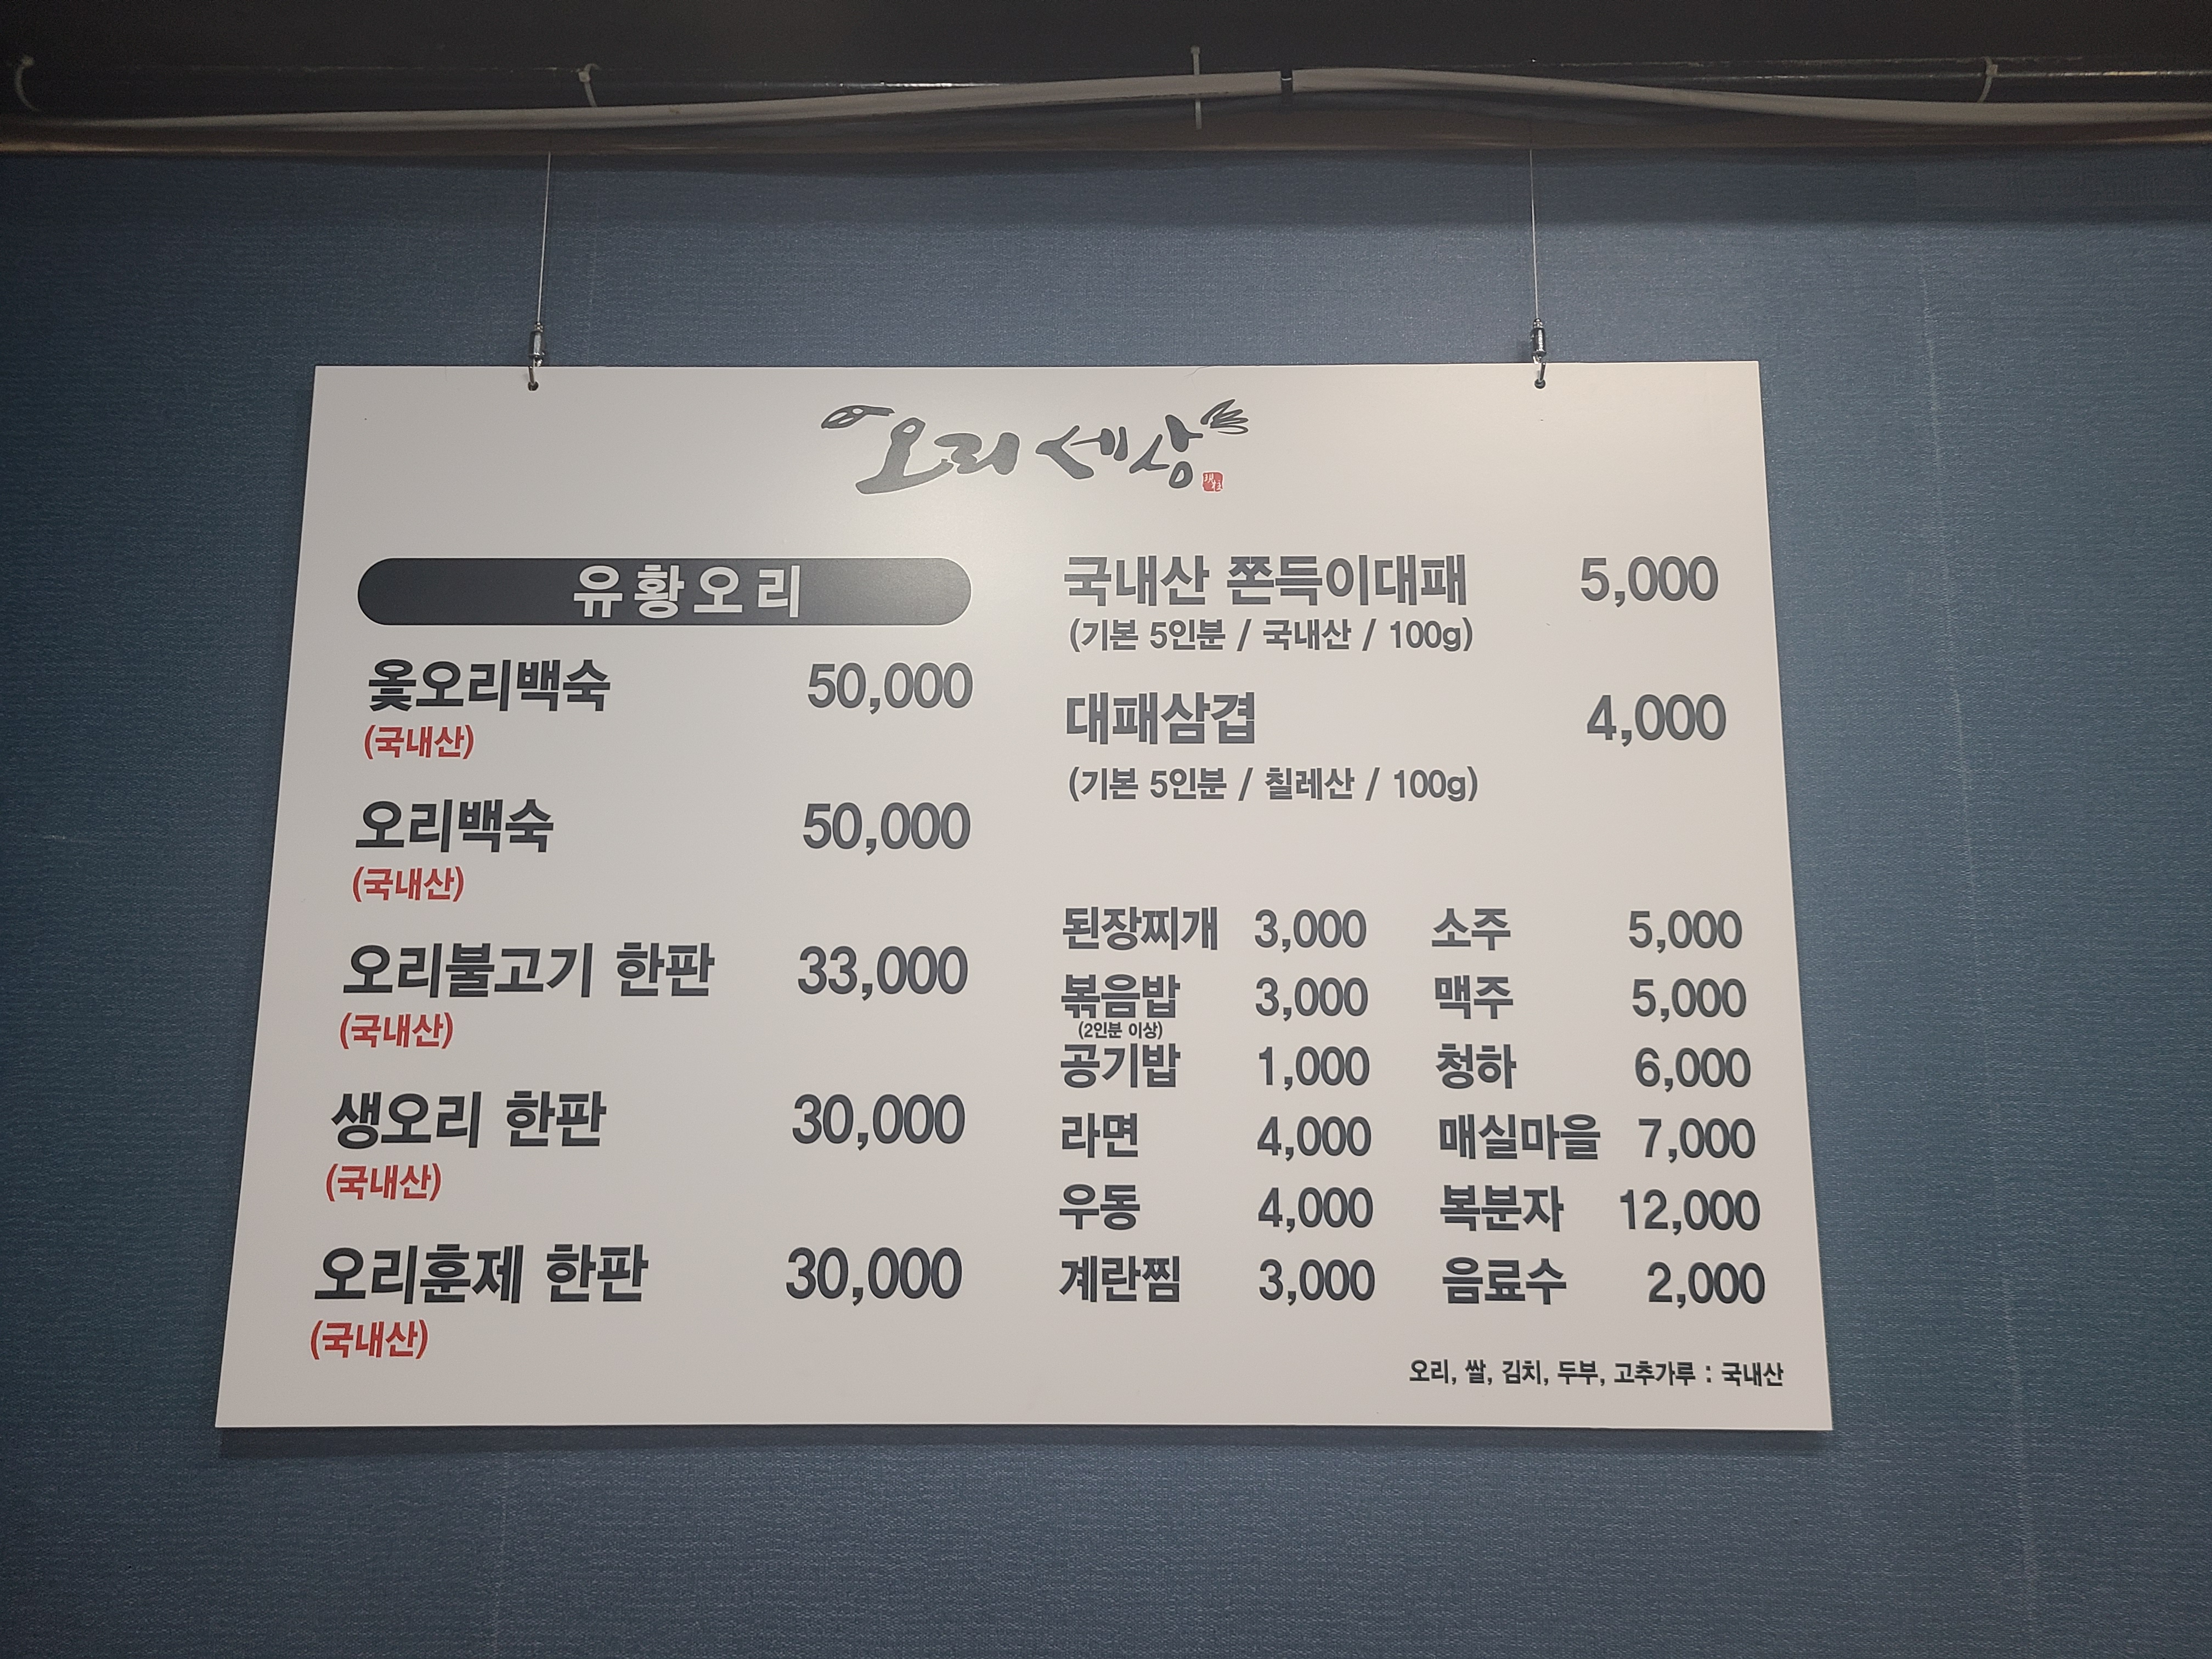 오리세상
유황오리
옻오리백숙 50,000
(국내산)
오리백숙 50,000
(국내산)
오리불고기 한판 33,000
(국내산)
생오리 한판 30,000
(국내산)
오리훈제 한판 30,000
(국내산)
국내산 쫀득이대패 5,000
(기본 5인분 / 국내산 / 100g)
대패삼겹 4,000
(기본 5인분 / 칠레산 / 100g)
된장찌개 3,000
볶음밥 3,000
(2인분 이상)
공기밥 1,000
라면 4,000
우동 4,000
계란찜 3,000
소주 5,000
맥주 5,000
청하 6,000
매실마을 7,000
복분자 12,000
음료수 2,000
오리, 쌀, 김치, 두부, 고추가루 : 국내산